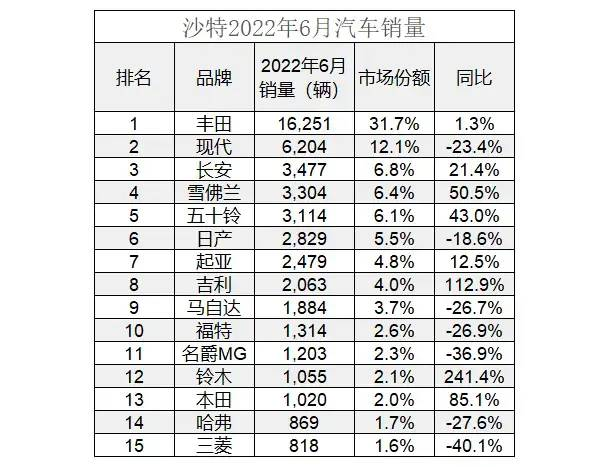 沙特2022年6月汽车销量
排名 品牌 2022年6月销量（辆） 市场份额 同比
1 丰田 16,251 31.7% 1.3%
2 现代 6,204 12.1% -23.4%
3 长安 3,477 6.8% 21.4%
4 雪佛兰 3,304 6.4% 50.5%
5 五十铃 3,114 6.1% 43.0%
6 日产 2,829 5.5% -18.6%
7 起亚 2,479 4.8% 12.5%
8 吉利 2,063 4.0% 112.9%
9 马自达 1,884 3.7% -26.7%
10 福特 1,314 2.6% -26.9%
11 名爵MG 1,203 2.3% -36.9%
12 铃木 1,055 2.1% 241.4%
13 本田 1,020 2.0% 85.1%
14 哈弗 869 1.7% -27.6%
15 三菱 818 1.6% -40.1%